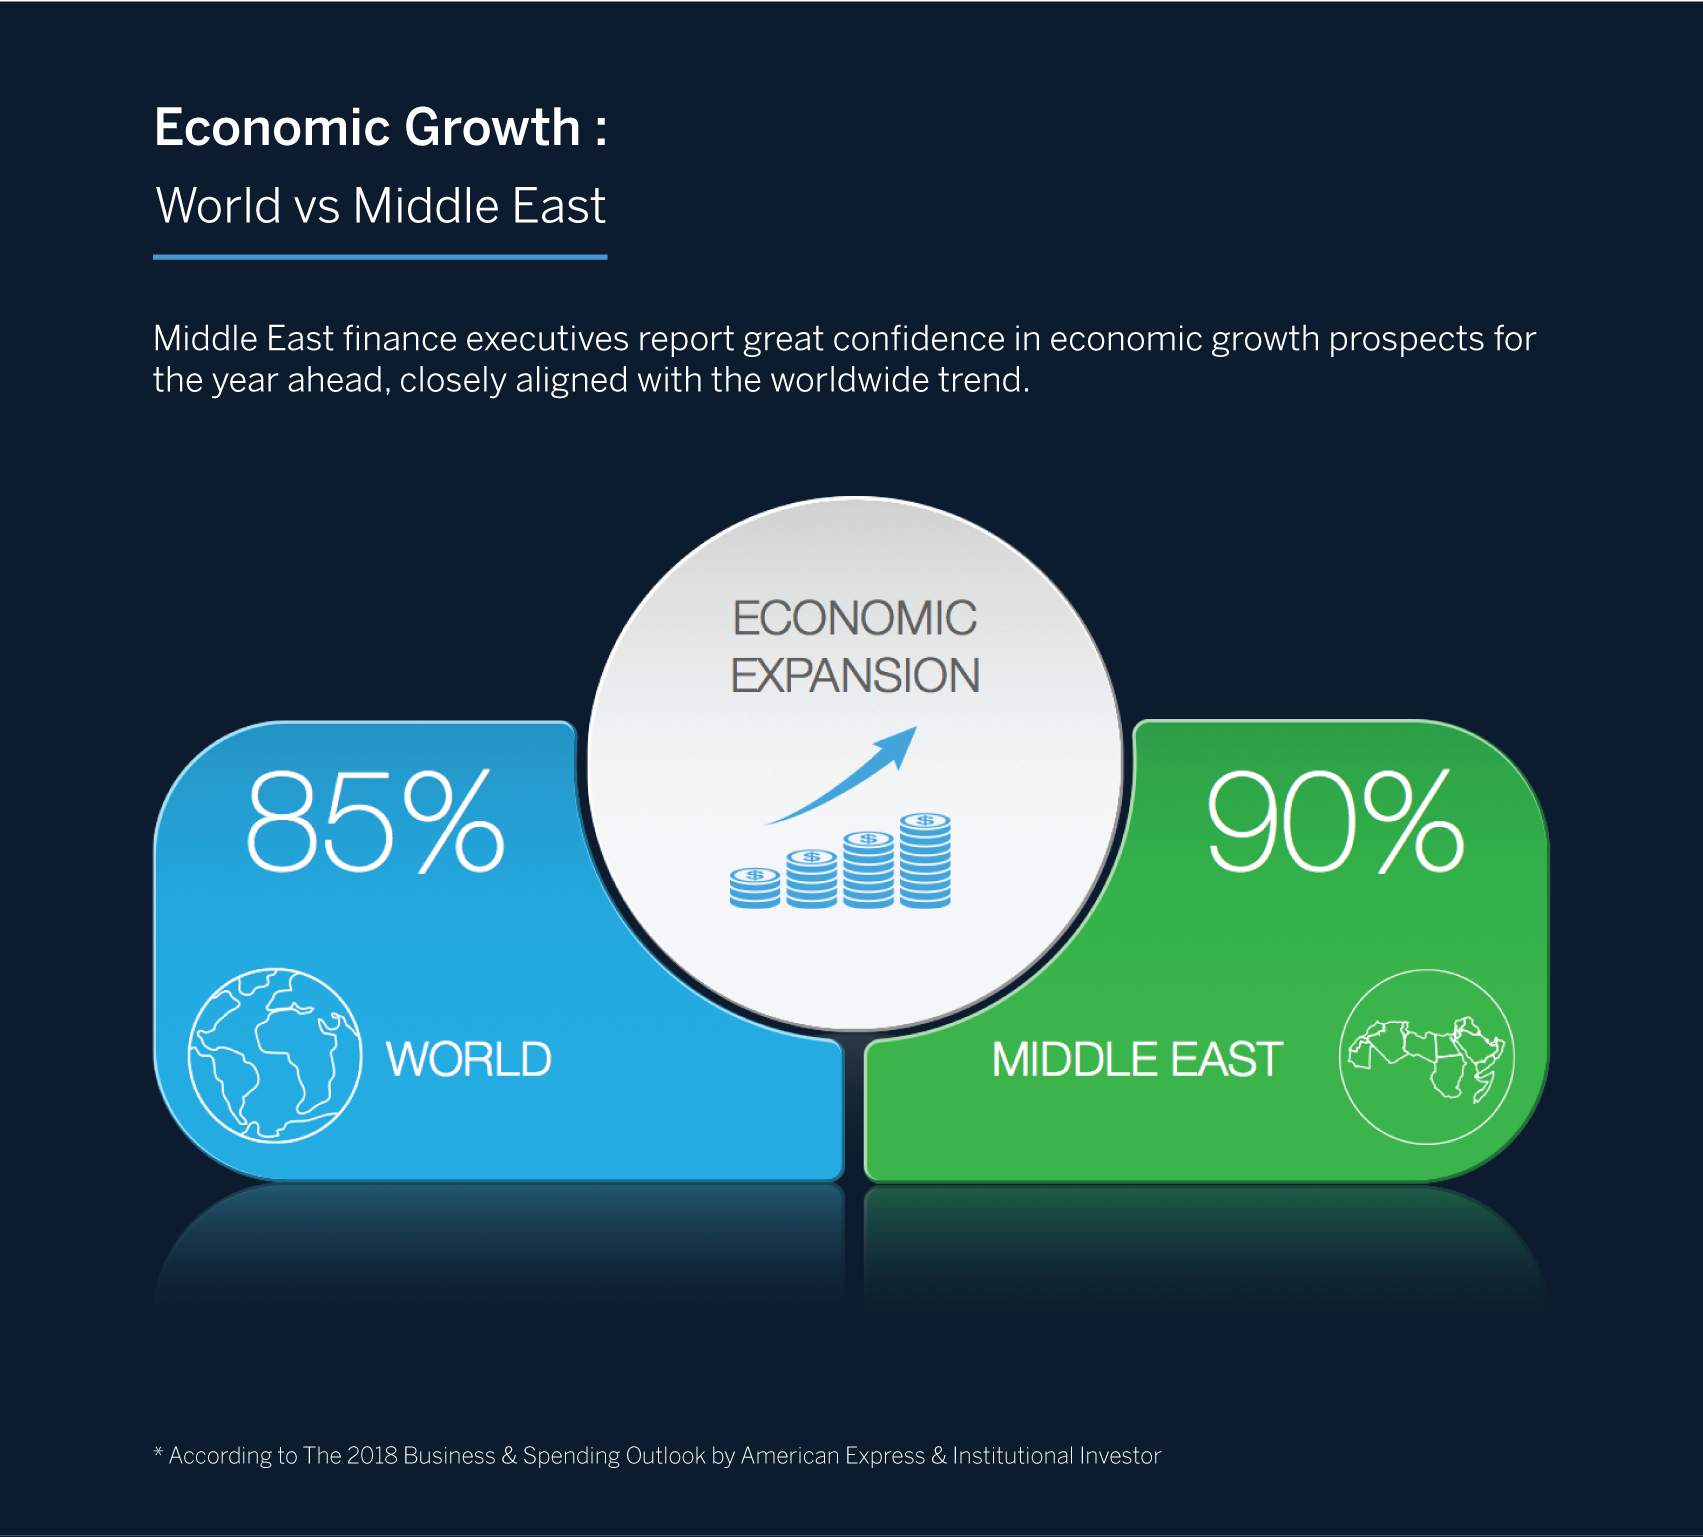 Economic Growth :
World vs Middle East
Middle East finance executives report great confidence in economic growth prospects for
the year ahead, closely aligned with the worldwide trend.
ECONOMIC
EXPANSION
85%
90%
$
$
$
$
WORLD
MIDDLE EAST
* According to The 2018 Business & Spending Outlook by American Express & Institutional Investor